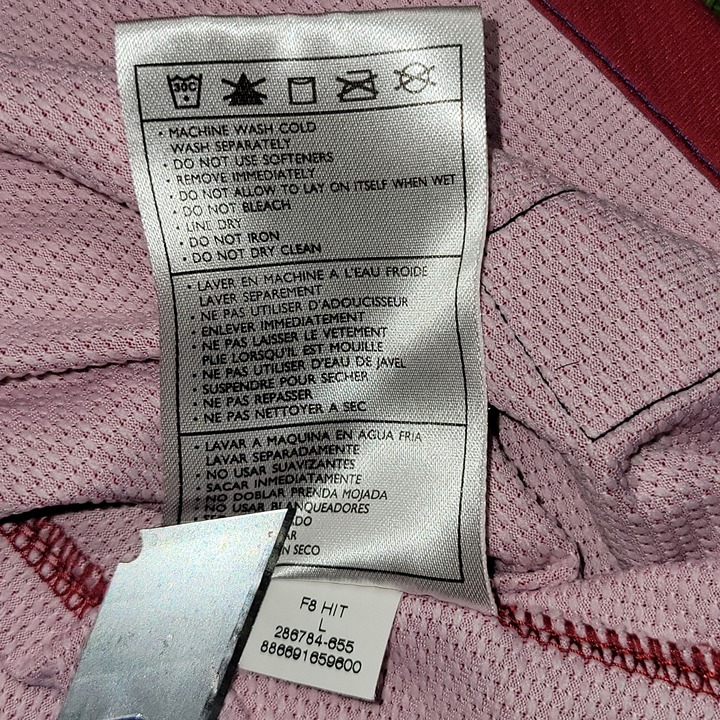 30C
• MACHINE WASH COLD
WASH SEPARATELY
• DO NOT USE SOFTENERS
• REMOVE IMMEDIATELY
• DO NOT ALLOW TO LAY ON ITSELF WHEN WET
• DO NOT BLEACH
• LINE DRY
• DO NOT IRON
• DO NOT DRY CLEAN
• LAVER EN MACHINE A L'EAU FROIDE
LAVER SEPAREMENT
• NE PAS UTILISER D'ADOUCISSEUR
• ENLEVER IMMEDIATEMENT
• NE PAS LAISSER LE VETEMENT
PLIE LORSQU'IL EST MOUILLE
• NE PAS UTILISER D'EAU DE JAVEL
• SUSPENDRE POUR SECHER
• NE PAS REPASSER
• NE PAS NETTOYER A SEC
• LAVAR A MAQUINA EN AGUA FRIA
LAVAR SEPARADAMENTE
• NO USAR SUAVIZANTES
• SACAR INMEDIATAMENTE
• NO DOBLAR PRENDA MOJADA
• NO USAR BLANQUEADORES
SECO
F8 HIT
L
286784-655
886691659600